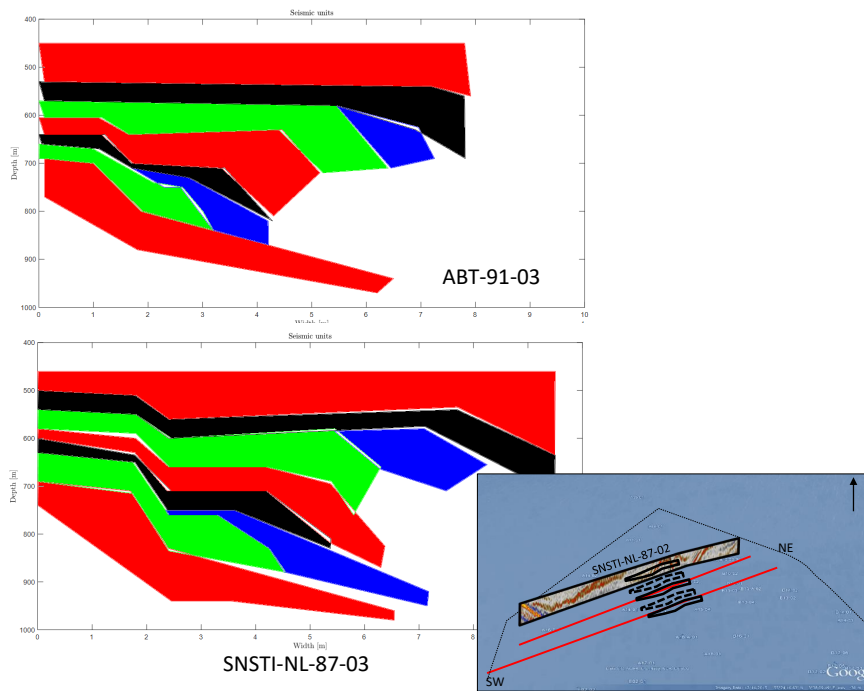 Seismic units
400
500
600
700
800
900
1000
Depth [m]
0 1 2 3 4 5 6 7 8 9 10
Width [m]
ABT-91-03
Seismic units
400
500
600
700
800
900
1000
Depth [m]
0 1 2 3 4 5 6 7 8
Width [m]
SNSTI-NL-87-03
SNSTI-NL-87-02
NE
SW
Goog